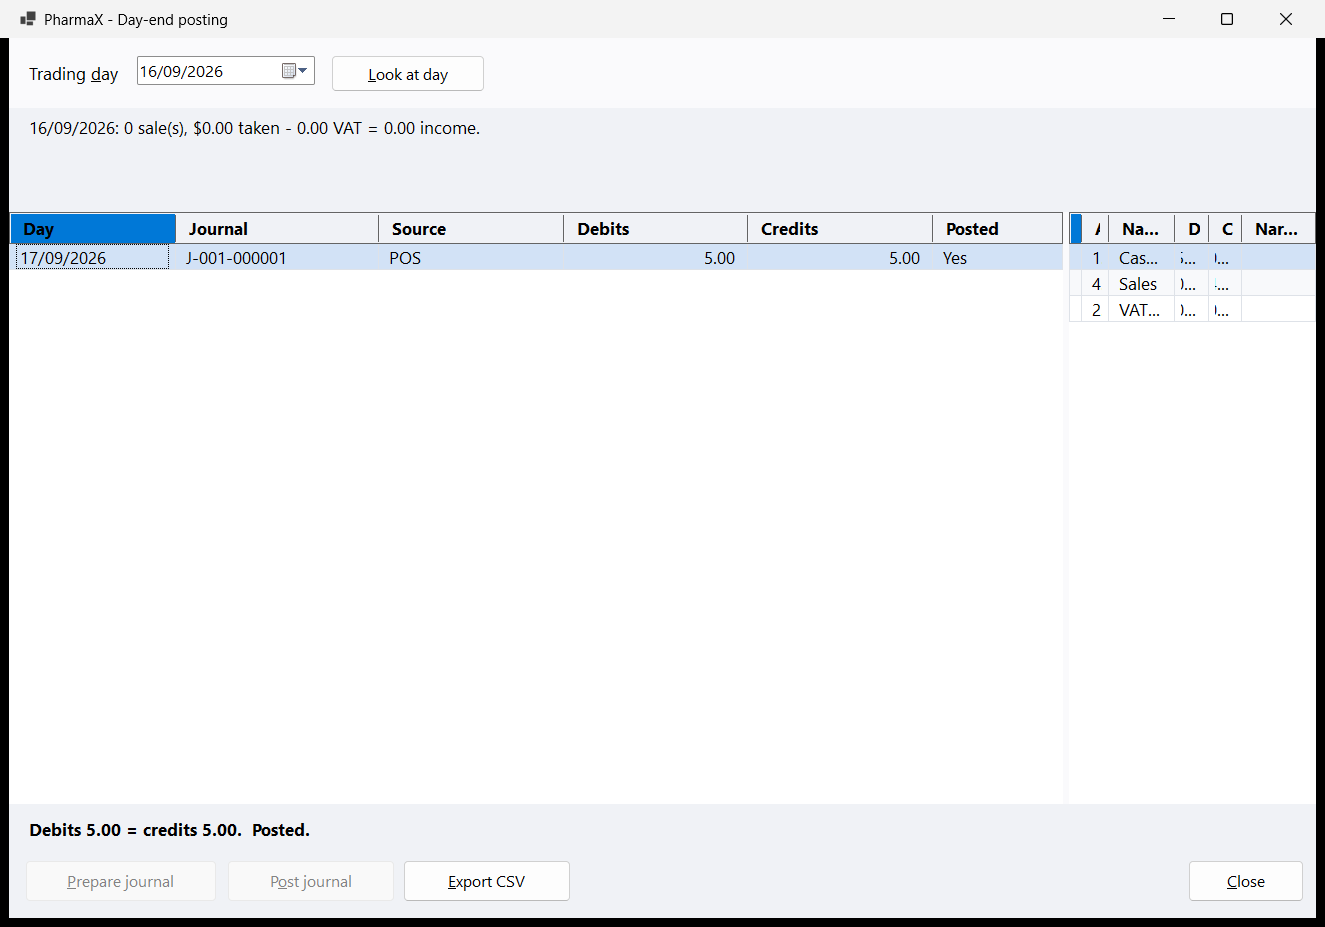 PharmaX - Day-end posting
Trading day 16/09/2026 Look at day
16/09/2026: 0 sale(s), $0.00 taken - 0.00 VAT = 0.00 income.
Day Journal Source Debits Credits Posted Na... D C Nar...
17/09/2026 J-001-000001 POS 5.00 5.00 Yes 1 Cas...
4 Sales
2 VAT...
Debits 5.00 = credits 5.00. Posted.
Prepare journal Post journal Export CSV Close